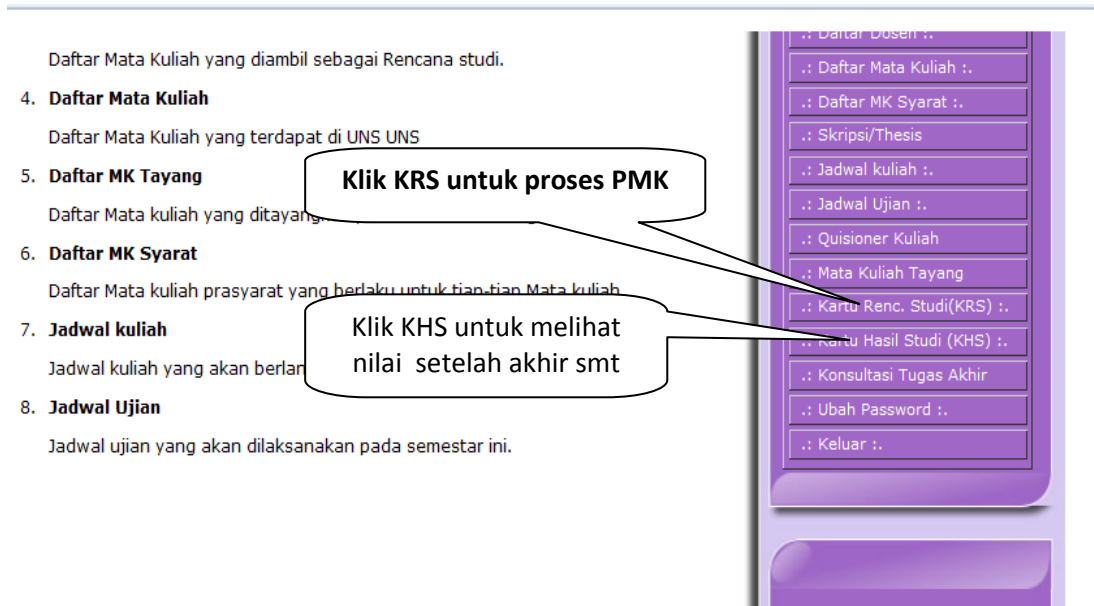 Daftar Mata Kuliah yang diambil sebagai Rencana studi.
4. Daftar Mata Kuliah
Daftar Mata Kuliah yang terdapat di UNS UNS
5. Daftar MK Tayang
Daftar Mata kuliah yang
6. Daftar MK Syarat
Daftar Mata kuliah prasyarat yang berlaku untuk tiap-tiap Mata kuliah
7. Jadwal kuliah
Jadwal kuliah yang akan
8. Jadwal Ujian
Jadwal ujian yang akan dilaksanakan pada semestar ini.
Klik KRS untuk proses PMK
Klik KHS untuk melihat
nilai setelah akhir smt
.: Daftar Dosen :.
.: Daftar Mata Kuliah :.
.: Daftar MK Syarat :.
.: Skripsi/Thesis
.: Jadwal kuliah :.
.: Jadwal Ujian :.
.: Quisioner Kuliah
.: Mata Kuliah Tayang
.: Kartu Renc. Studi(KRS) :.
.: Kartu Hasil Studi (KHS) :.
.: Konsultasi Tugas Akhir
.: Ubah Password :.
.: Keluar :.